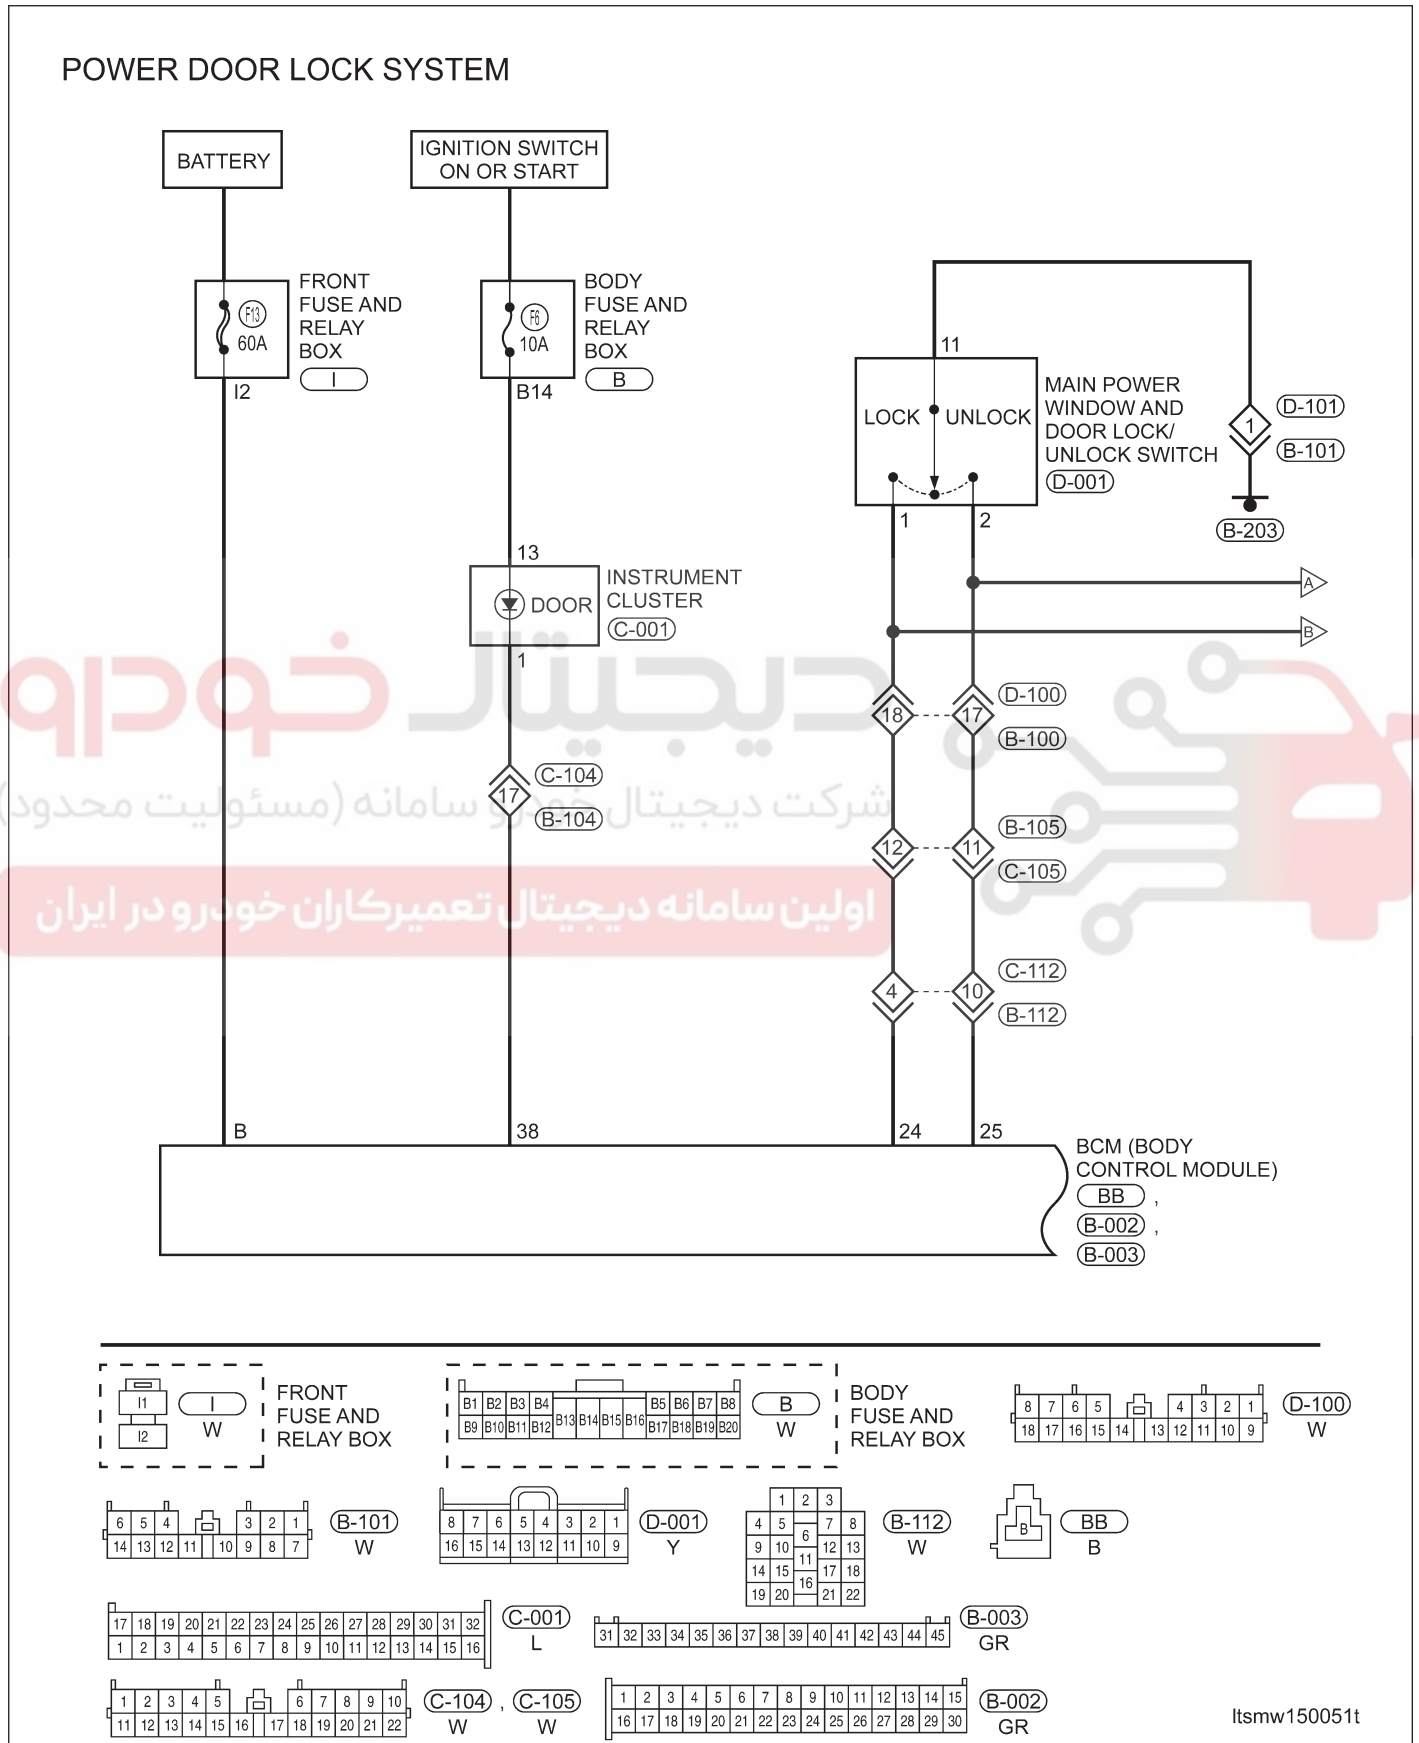 POWER DOOR LOCK SYSTEM
BATTERY
IGNITION SWITCH
ON OR START
F13
60A
FRONT
FUSE AND
RELAY
BOX
I
I2
F6
10A
BODY
FUSE AND
RELAY
BOX
B
B14
11
LOCK UNLOCK
MAIN POWER
WINDOW AND
DOOR LOCK/
UNLOCK SWITCH
D-001
1 2
1
D-101
B-101
B-203
A
B
13
DOOR
INSTRUMENT
CLUSTER
C-001
1
17
C-104
B-104
18 17
D-100
B-100
12 11
B-105
C-105
4 10
C-112
B-112
B 38 24 25
BCM (BODY
CONTROL MODULE)
BB ,
B-002 ,
B-003
دیجیتال خودرو
شرکت دیجیتال خودرو سامانه (مسئولیت محدود)
اولین سامانه دیجیتال تعمیرکاران خودرو در ایران
I1
I2
I
W
FRONT
FUSE AND
RELAY BOX
B1 B2 B3 B4 B5 B6 B7 B8
B9 B10 B11 B12 B13 B14 B15 B16 B17 B18 B19 B20
B
W
BODY
FUSE AND
RELAY BOX
8 7 6 5 4 3 2 1
18 17 16 15 14 13 12 11 10 9
D-100
W
6 5 4 3 2 1
14 13 12 11 10 9 8 7
B-101
W
8 7 6 5 4 3 2 1
16 15 14 13 12 11 10 9
D-001
Y
1 2 3
4 5 6 7 8
9 10 11 12 13
14 15 16 17 18
19 20 21 22
B-112
W
B
BB
B
17 18 19 20 21 22 23 24 25 26 27 28 29 30 31 32
1 2 3 4 5 6 7 8 9 10 11 12 13 14 15 16
C-001
L
31 32 33 34 35 36 37 38 39 40 41 42 43 44 45
B-003
GR
1 2 3 4 5 6 7 8 9 10
11 12 13 14 15 16 17 18 19 20 21 22
C-104 , C-105
W W
1 2 3 4 5 6 7 8 9 10 11 12 13 14 15
16 17 18 19 20 21 22 23 24 25 26 27 28 29 30
B-002
GR
ltsmw150051t